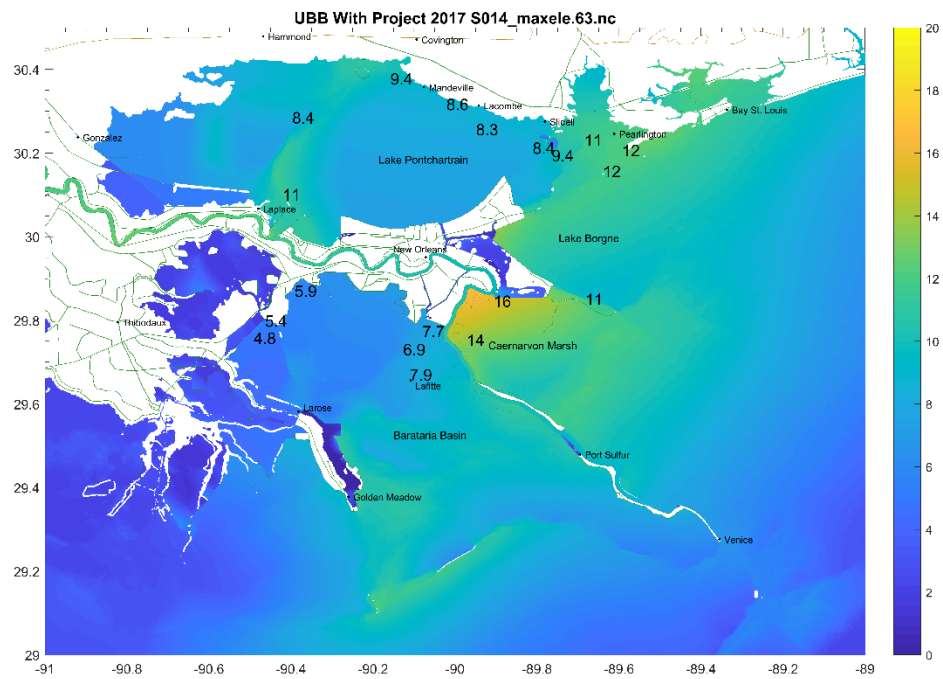 UBB With Project 2017 S014_maxele.63.nc
Hammond
Covington
20
30.4
9.4
Mandeville
8.6
Lacombe
Bay St. Louis
18
8.4
8.3
Slidell
Pearlington
11
Gonzalez
8.4
9.4
12
30.2
Lake Pontchartrain
12
16
11
Laplace
14
30
New Orleans
Lake Borgne
12
5.9
16
11
10
29.8
Thibodaux
5.4
7.7
4.8
14
Caernarvon Marsh
6.9
8
7.9
Lafitte
29.6
Larose
Barataria Basin
6
Port Sulfur
29.4
Golden Meadow
4
Venice
29.2
2
29
0
-91
-90.8
-90.6
-90.4
-90.2
-90
-89.8
-89.6
-89.4
-89.2
-89